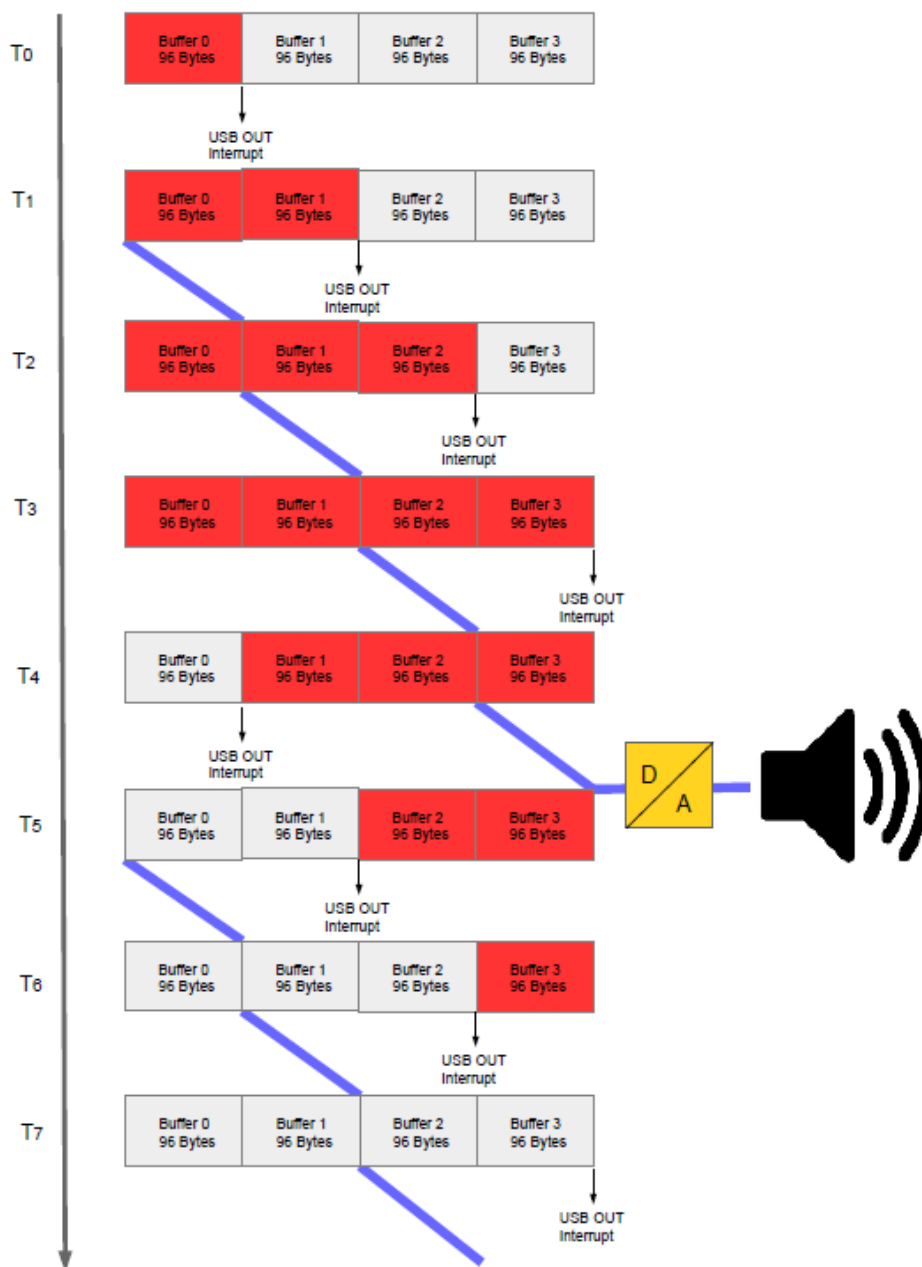 T0
Buffer 0 Buffer 1 Buffer 2 Buffer 3
96 Bytes 96 Bytes 96 Bytes 96 Bytes
USB OUT
Interrupt
T1
Buffer 0 Buffer 1 Buffer 2 Buffer 3
96 Bytes 96 Bytes 96 Bytes 96 Bytes
USB OUT
Interrupt
T2
Buffer 0 Buffer 1 Buffer 2 Buffer 3
96 Bytes 96 Bytes 96 Bytes 96 Bytes
USB OUT
Interrupt
T3
Buffer 0 Buffer 1 Buffer 2 Buffer 3
96 Bytes 96 Bytes 96 Bytes 96 Bytes
USB OUT
Interrupt
T4
Buffer 0 Buffer 1 Buffer 2 Buffer 3
96 Bytes 96 Bytes 96 Bytes 96 Bytes
USB OUT
Interrupt
D
A
T5
Buffer 0 Buffer 1 Buffer 2 Buffer 3
96 Bytes 96 Bytes 96 Bytes 96 Bytes
USB OUT
Interrupt
T6
Buffer 0 Buffer 1 Buffer 2 Buffer 3
96 Bytes 96 Bytes 96 Bytes 96 Bytes
USB OUT
Interrupt
T7
Buffer 0 Buffer 1 Buffer 2 Buffer 3
96 Bytes 96 Bytes 96 Bytes 96 Bytes
USB OUT
Interrupt